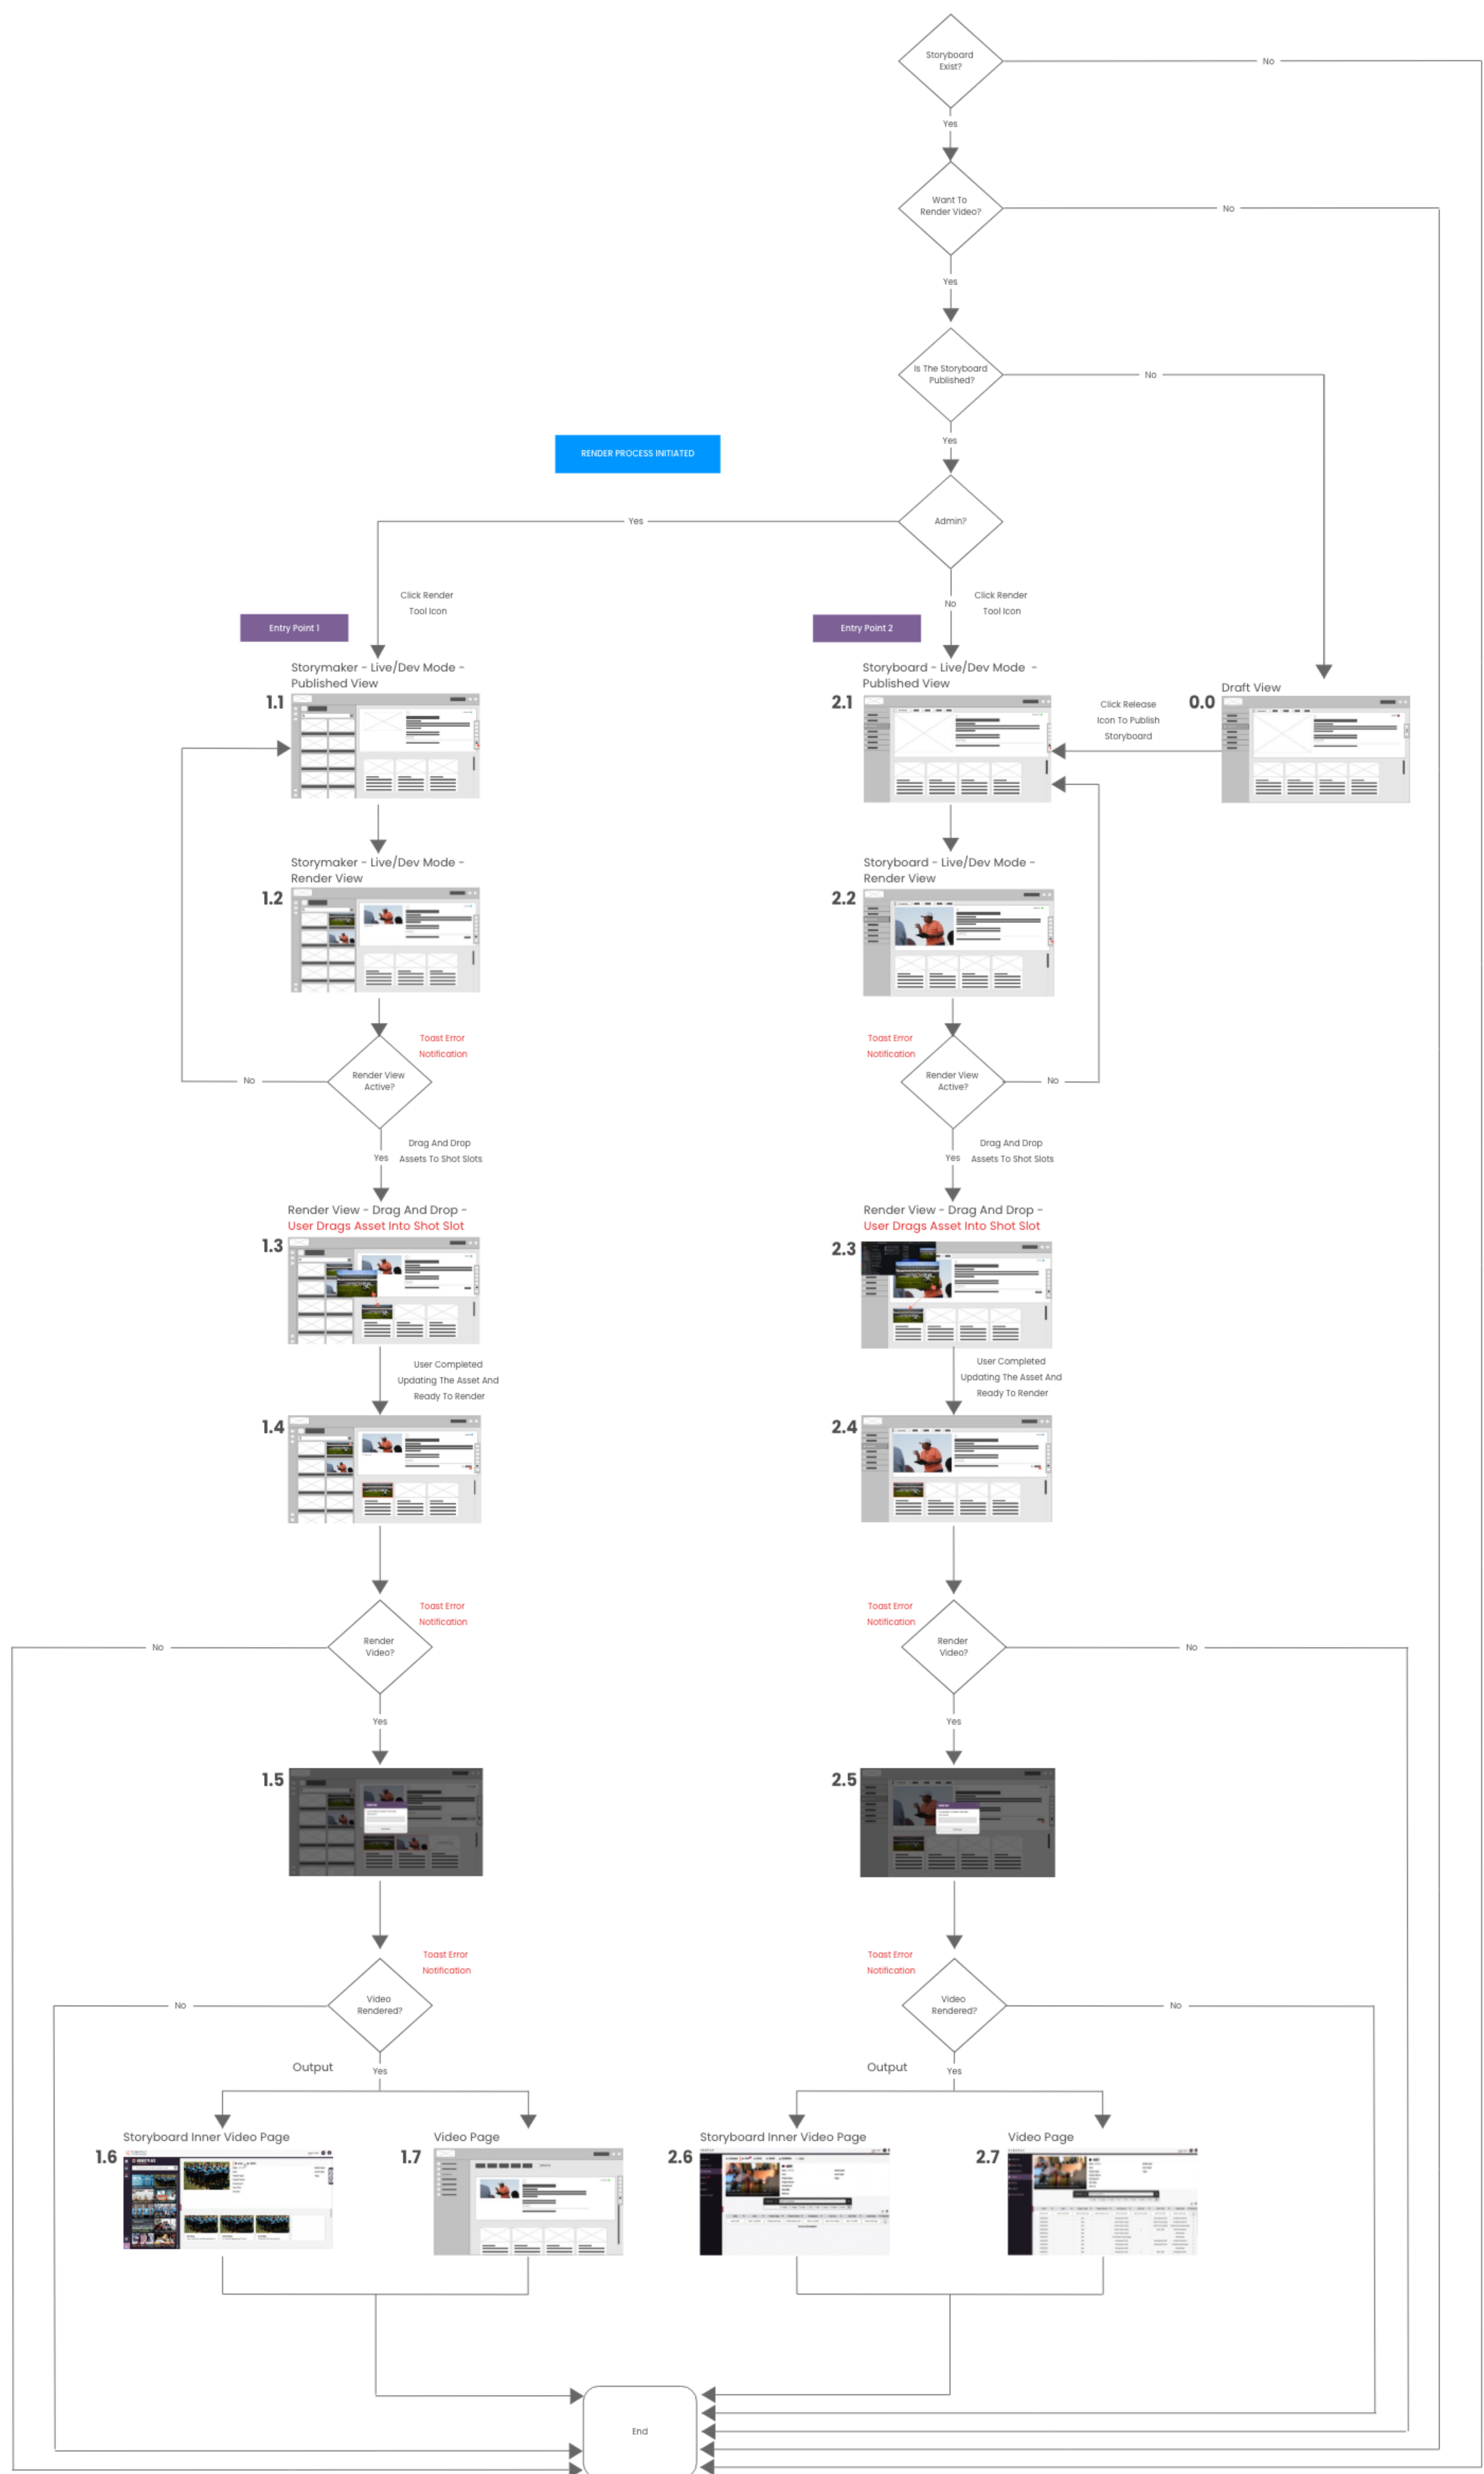 Storyboard
Exist?
No
Yes
Want To
Render Video?
No
Yes
Is The Storyboard
Published?
No
Yes
RENDER PROCESS INITIATED
Admin?
Yes
Click Render
Tool Icon
No
Click Render
Tool Icon
Entry Point 1
Entry Point 2
Storymaker - Live/Dev Mode -
Published View
1.1
Storyboard - Live/Dev Mode -
Published View
2.1
Click Release
Icon To Publish
Storyboard
Draft View
0.0
Storymaker - Live/Dev Mode -
Render View
1.2
Storyboard - Live/Dev Mode -
Render View
2.2
Toast Error
Notification
Render View
Active?
No
Toast Error
Notification
Render View
Active?
No
Yes
Drag And Drop
Assets To Shot Slots
Yes
Drag And Drop
Assets To Shot Slots
Render View - Drag And Drop -
User Drags Asset Into Shot Slot
1.3
Render View - Drag And Drop -
User Drags Asset Into Shot Slot
2.3
User Completed
Updating The Asset And
Ready To Render
User Completed
Updating The Asset And
Ready To Render
1.4
2.4
Toast Error
Notification
Render
Video?
No
Toast Error
Notification
Render
Video?
No
Yes
Yes
1.5
2.5
Toast Error
Notification
Video
Rendered?
No
Toast Error
Notification
Video
Rendered?
No
Output
Yes
Output
Yes
Storyboard Inner Video Page
1.6
Video Page
1.7
Storyboard Inner Video Page
2.6
Video Page
2.7
End